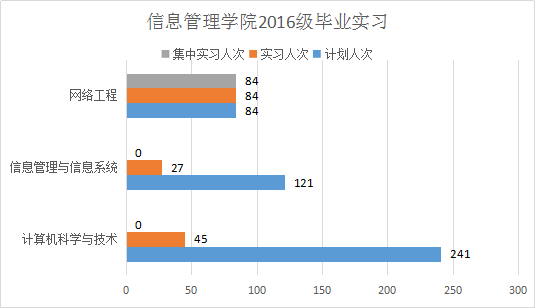 信息管理学院2016级毕业实习
集中实习人次 实习人次 计划人次
网络工程
84
84
84
信息管理与信息系统
0
27
121
计算机科学与技术
0
45
241
0 50 100 150 200 250 300